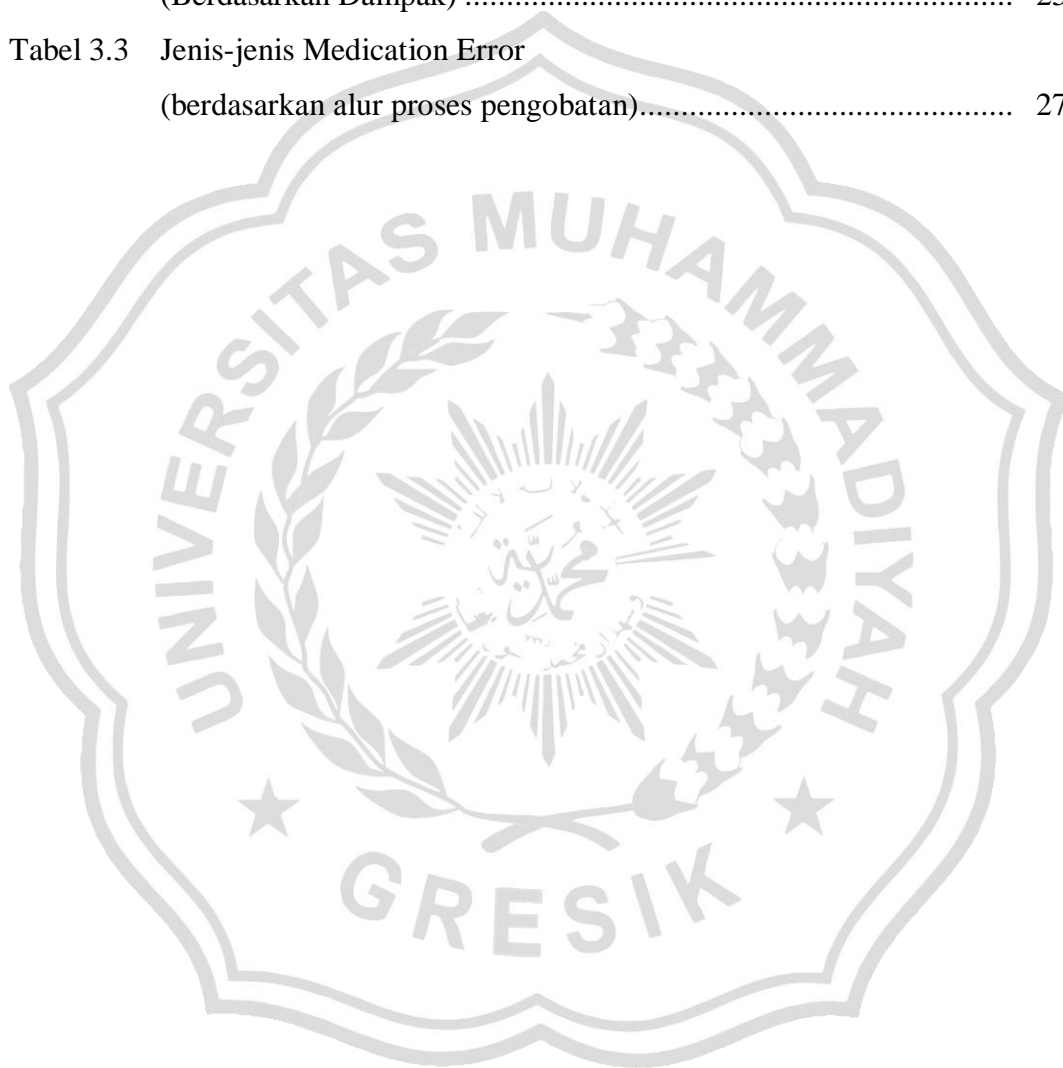 (Berdasarkan Dampak) ....................................................................... 
Tabel 3.3 Jenis-jenis Medication Error
(berdasarkan alur proses pengobatan)................................................ 27
UNIVERSITAS MUHAMMADIYAH
GRESIK